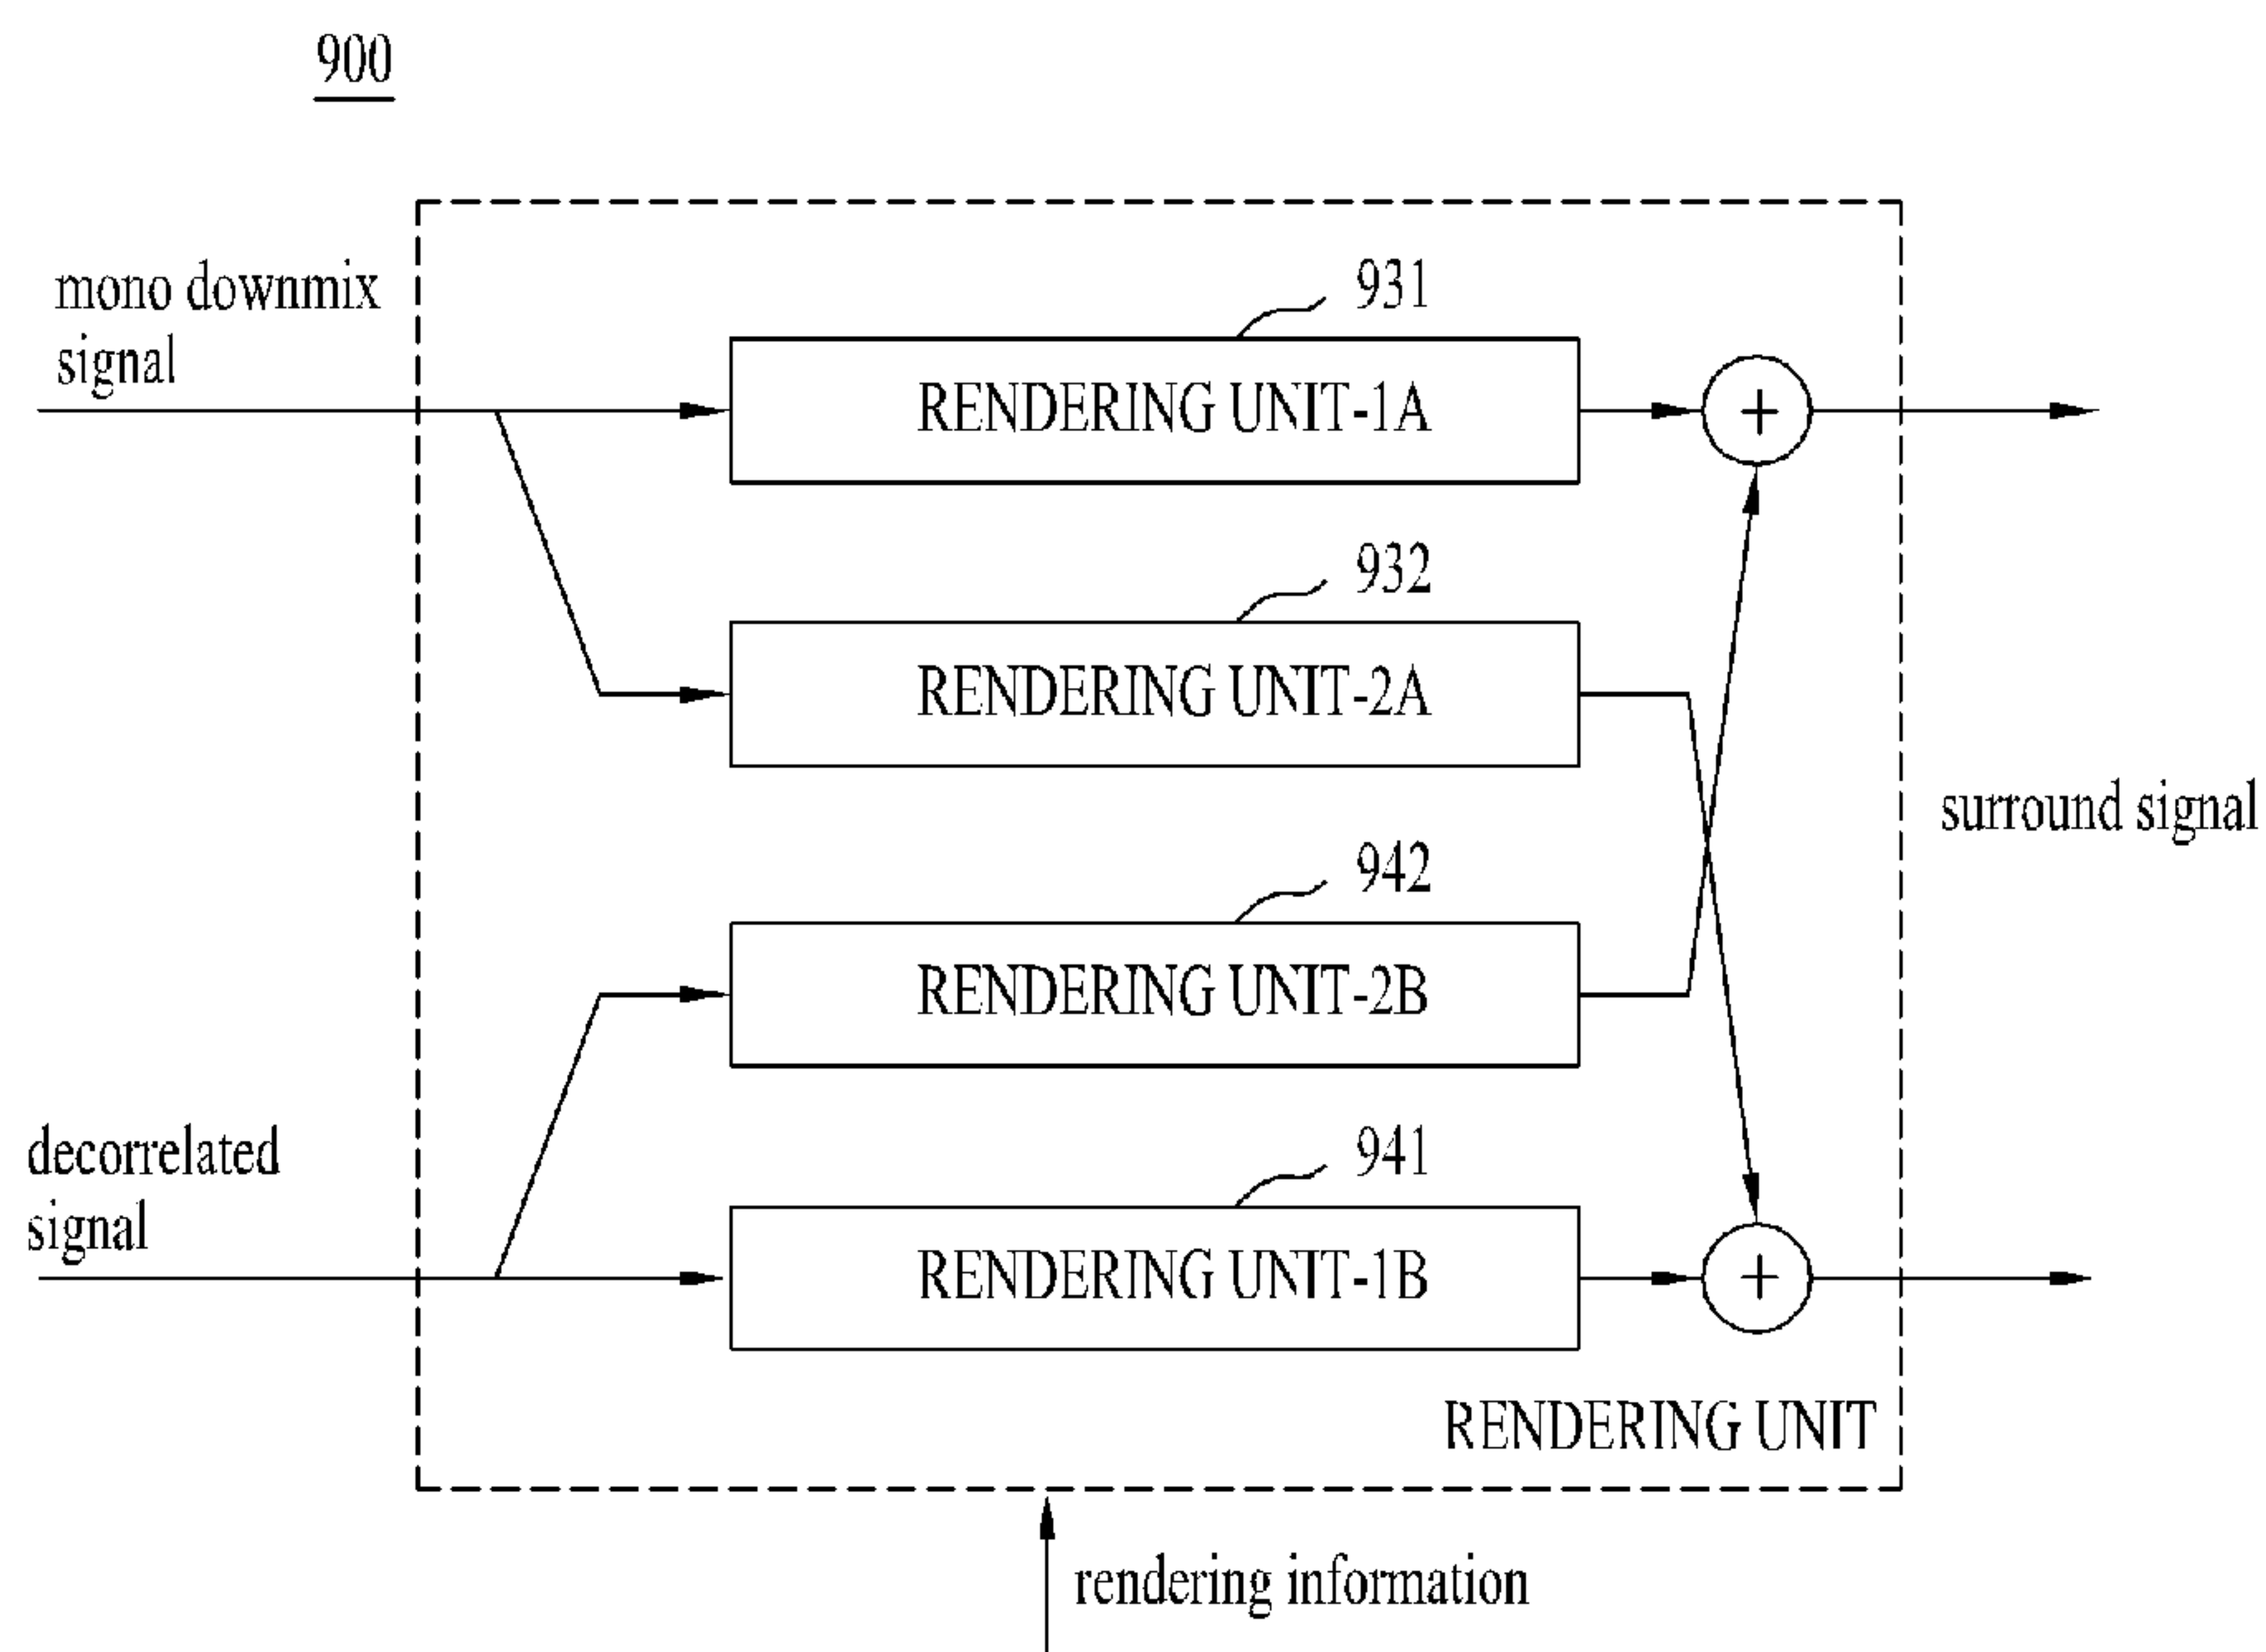 900
mono downmix
signal
931
RENDERING UNIT-1A
+
932
RENDERING UNIT-2A
surround signal
942
RENDERING UNIT-2B
decorrelated
signal
941
RENDERING UNIT-1B
+
RENDERING UNIT
rendering information